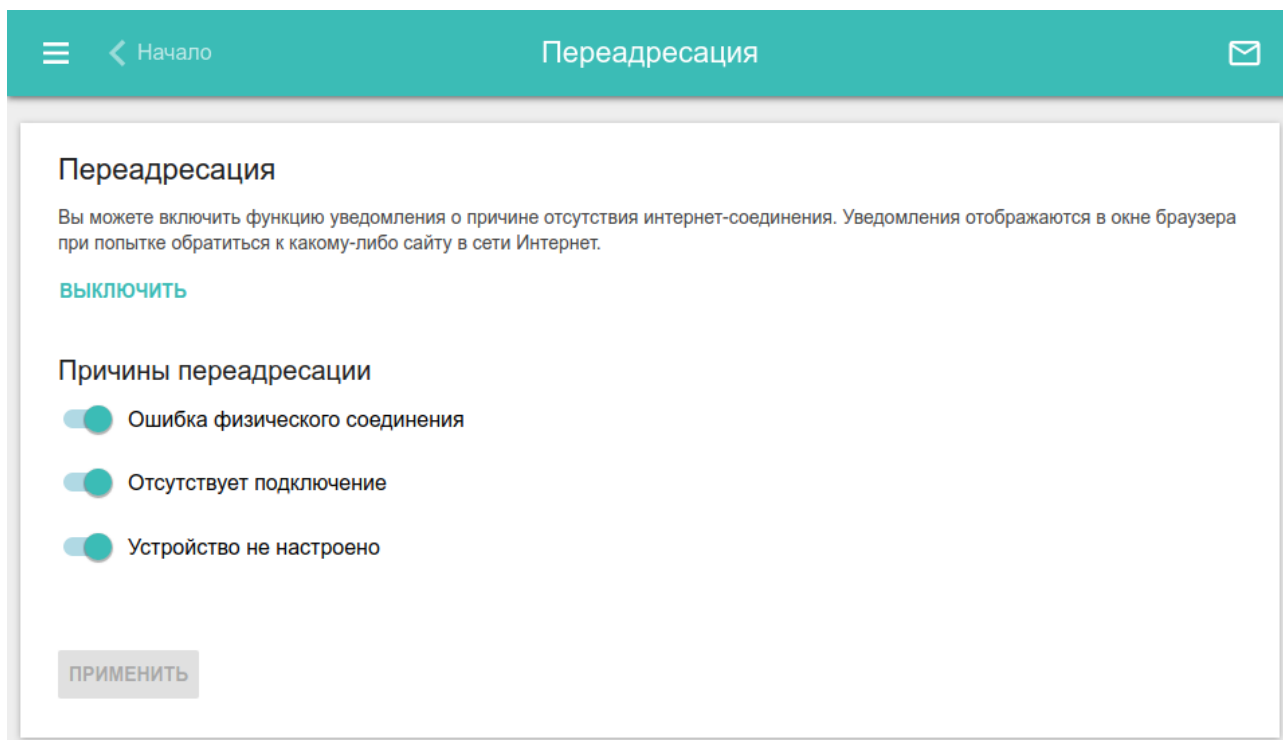 Начало
Переадресация
Переадресация
Вы можете включить функцию уведомления о причине отсутствия интернет-соединения. Уведомления отображаются в окне браузера
при попытке обратиться к какому-либо сайту в сети Интернет.
ВЫКЛЮЧИТЬ
Причины переадресации
Ошибка физического соединения
Отсутствует подключение
Устройство не настроено
ПРИМЕНИТЬ